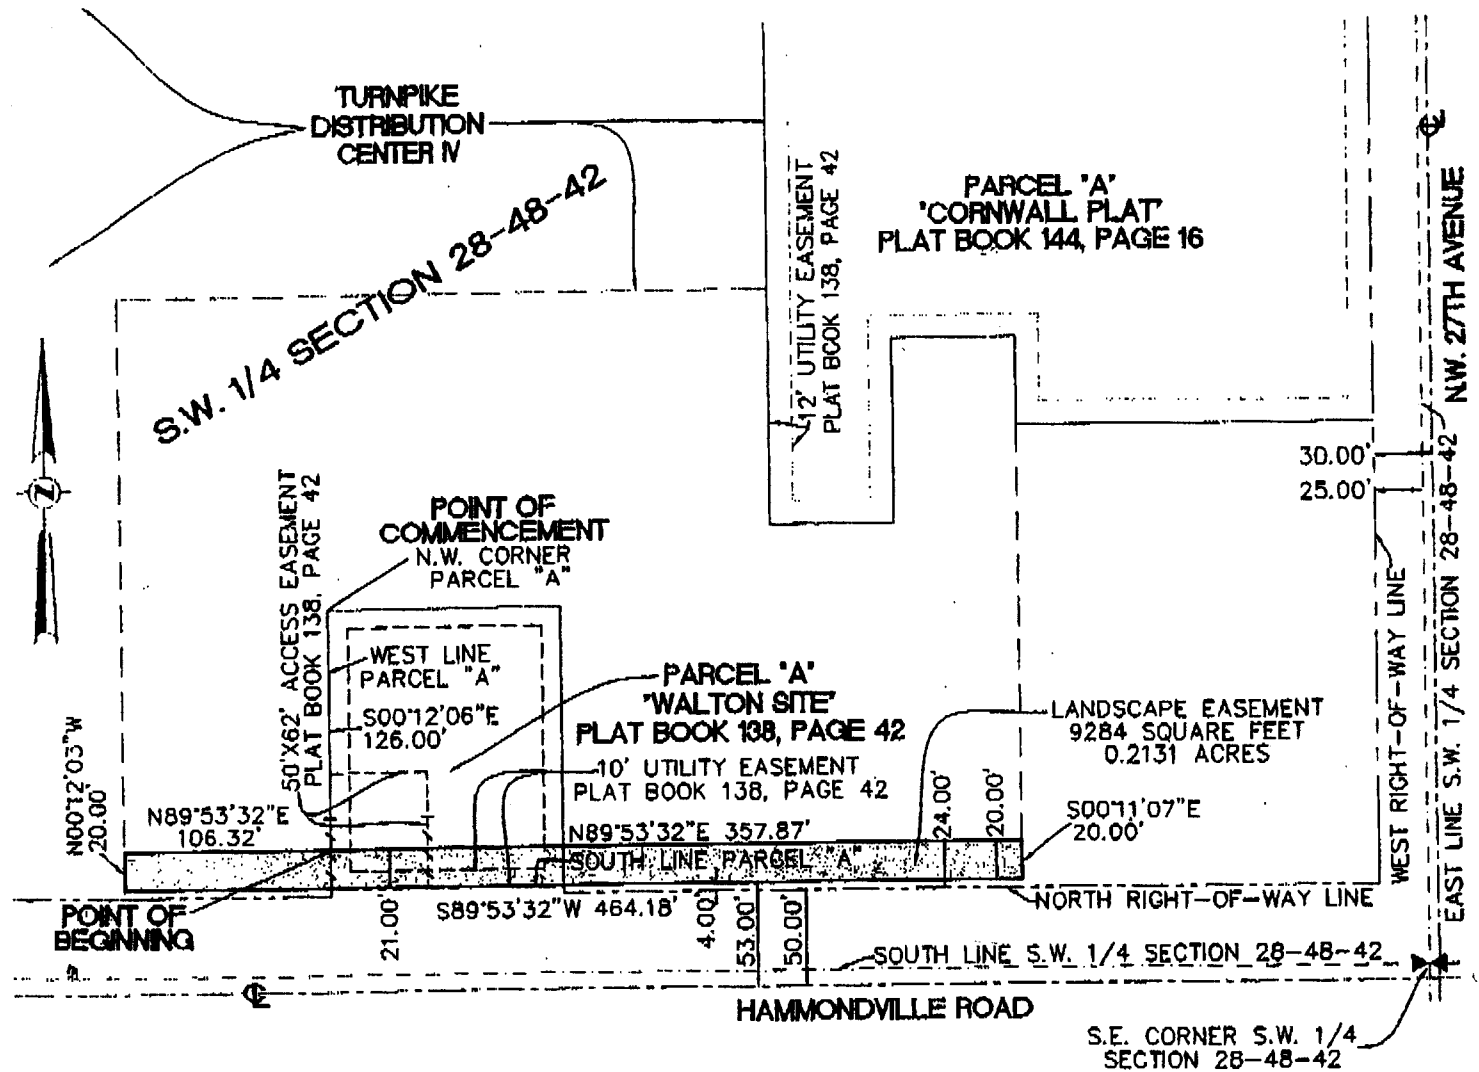 TURNPIKE
DISTRIBUTION
CENTER IV
S.W. 1/4 SECTION 28-48-42
12' UTILITY EASEMENT
PLAT BOOK 138, PAGE 42
PARCEL "A"
"CORNWALL PLAT"
PLAT BOOK 144, PAGE 16
N.W. 27TH AVENUE
30.00'
25.00'
Z
50'X62' ACCESS EASEMENT
PLAT BOOK 138, PAGE 42
POINT OF
COMMENCEMENT
N.W. CORNER
PARCEL "A"
WEST LINE
PARCEL "A"
S00°12'06"E
126.00'
PARCEL "A"
"WALTON SITE"
PLAT BOOK 138, PAGE 42
10' UTILITY EASEMENT
PLAT BOOK 138, PAGE 42
LANDSCAPE EASEMENT
9284 SQUARE FEET
0.2131 ACRES
WEST RIGHT-OF-WAY LINE
EAST LINE S.W. 1/4 SECTION 28-48-42
N00°12'03"W
20.00'
N89°53'32"E
106.32'
N89°53'32"E 357.87'
24.00'
20.00'
S00°11'07"E
20.00'
SOUTH LINE PARCEL "A"
POINT OF
BEGINNING
21.00'
S89°53'32"W 464.18'
4.00'
53.00'
50.00'
NORTH RIGHT-OF-WAY LINE
SOUTH LINE S.W. 1/4 SECTION 28-48-42
HAMMONDVILLE ROAD
S.E. CORNER S.W. 1/4
SECTION 28-48-42